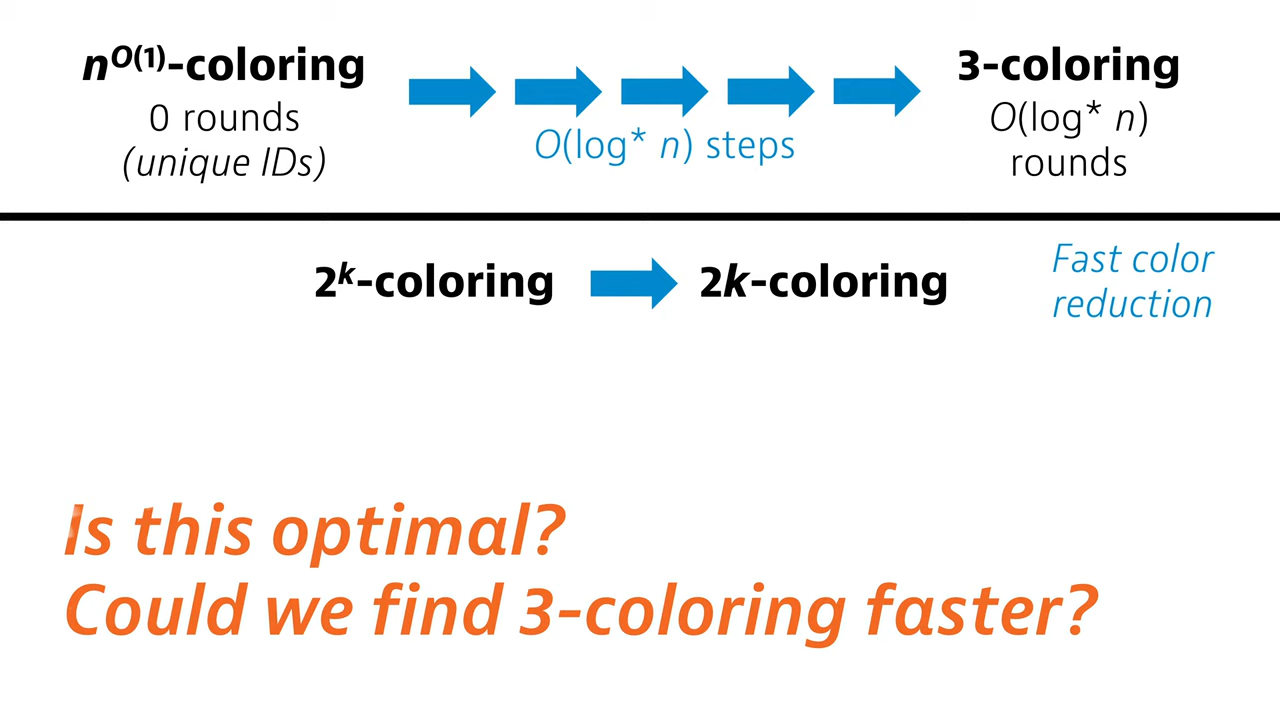 n^O(1)-coloring
0 rounds
(unique IDs)
O(log* n) steps
3-coloring
O(log* n)
rounds
2^k-coloring
2k-coloring
Fast color
reduction
Is this optimal?
Could we find 3-coloring faster?